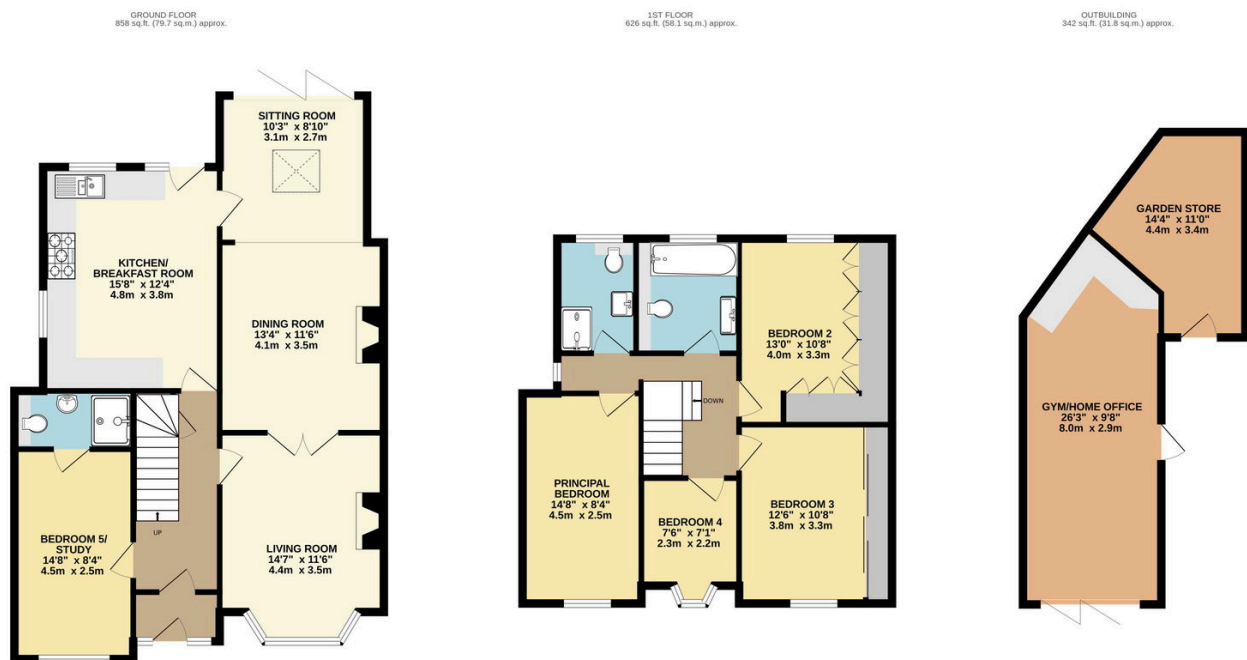 GROUND FLOOR
858 sq.ft. (79.7 sq.m.) approx.
1ST FLOOR
626 sq.ft. (58.1 sq.m.) approx.
OUTBUILDING
342 sq.ft. (31.8 sq.m.) approx.
SITTING ROOM
10'3" x 8'10"
3.1m x 2.7m
KITCHEN/
BREAKFAST ROOM
15'8" x 12'4"
4.8m x 3.8m
DINING ROOM
13'4" x 11'6"
4.1m x 3.5m
UP
BEDROOM 5/
STUDY
14'8" x 8'4"
4.5m x 2.5m
LIVING ROOM
14'7" x 11'6"
4.4m x 3.5m
BEDROOM 2
13'0" x 10'8"
4.0m x 3.3m
DOWN
PRINCIPAL
BEDROOM
14'8" x 8'4"
4.5m x 2.5m
BEDROOM 4
7'6" x 7'1"
2.3m x 2.2m
BEDROOM 3
12'6" x 10'8"
3.8m x 3.3m
GARDEN STORE
14'4" x 11'0"
4.4m x 3.4m
GYM/HOME OFFICE
26'3" x 9'8"
8.0m x 2.9m